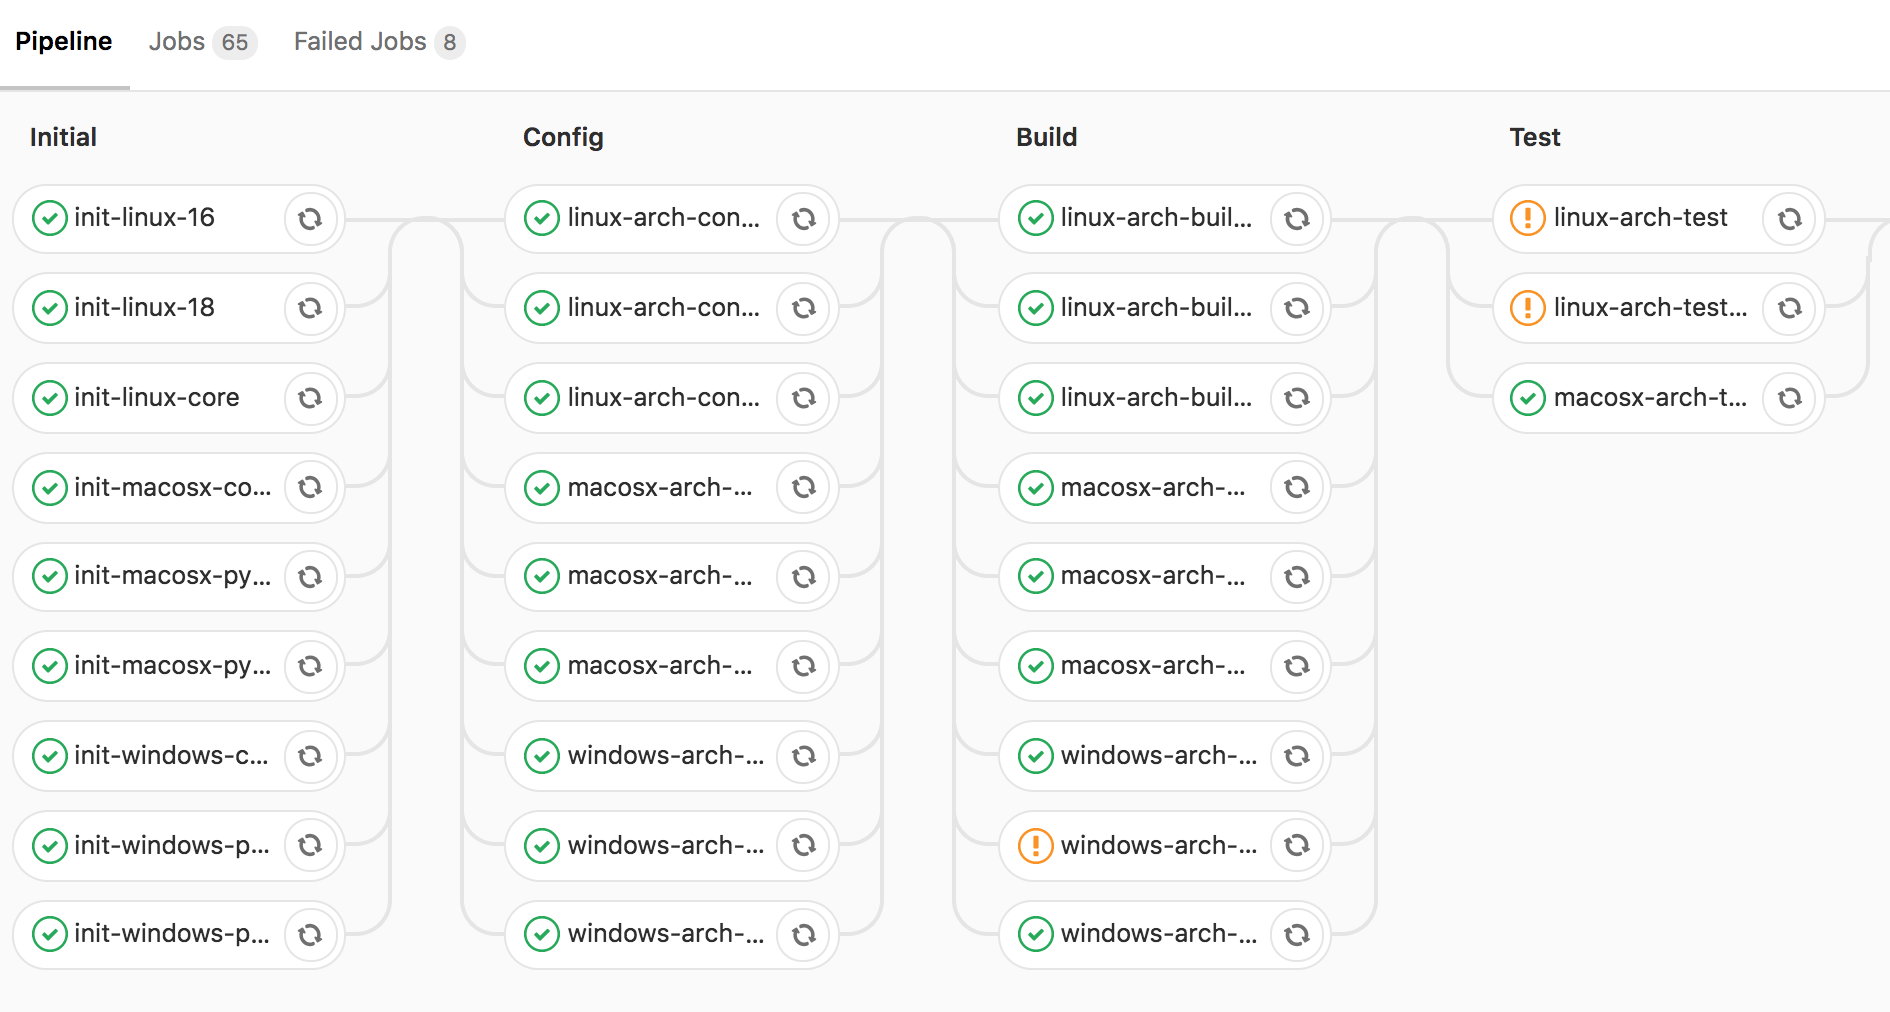 Pipeline Jobs 65 Failed Jobs 8
Initial
init-linux-16
init-linux-18
init-linux-core
init-macosx-co...
init-macosx-py...
init-macosx-py...
init-windows-c...
init-windows-p...
init-windows-p...
Config
linux-arch-con...
linux-arch-con...
linux-arch-con...
macosx-arch-...
macosx-arch-...
macosx-arch-...
windows-arch-...
windows-arch-...
windows-arch-...
Build
linux-arch-buil...
linux-arch-buil...
linux-arch-buil...
macosx-arch-...
macosx-arch-...
macosx-arch-...
windows-arch-...
windows-arch-...
windows-arch-...
Test
linux-arch-test
linux-arch-test...
macosx-arch-t...